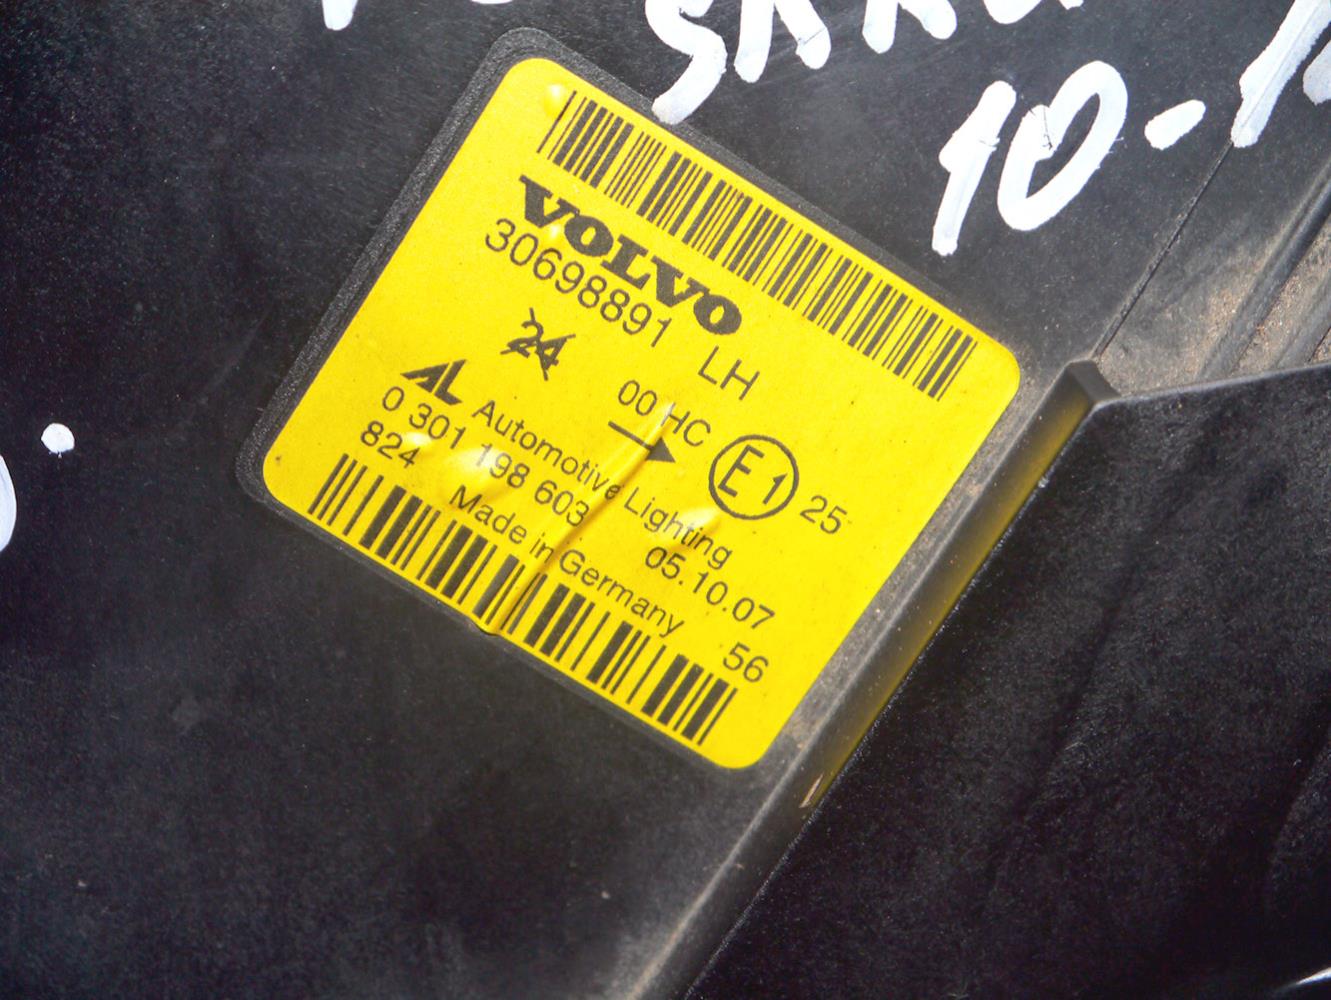 10-
VOLVO
30698891 LH
24
00 HC
E1 25
AL Automotive Lighting
0 301 198 603 05.10.07
824 Made in Germany 56